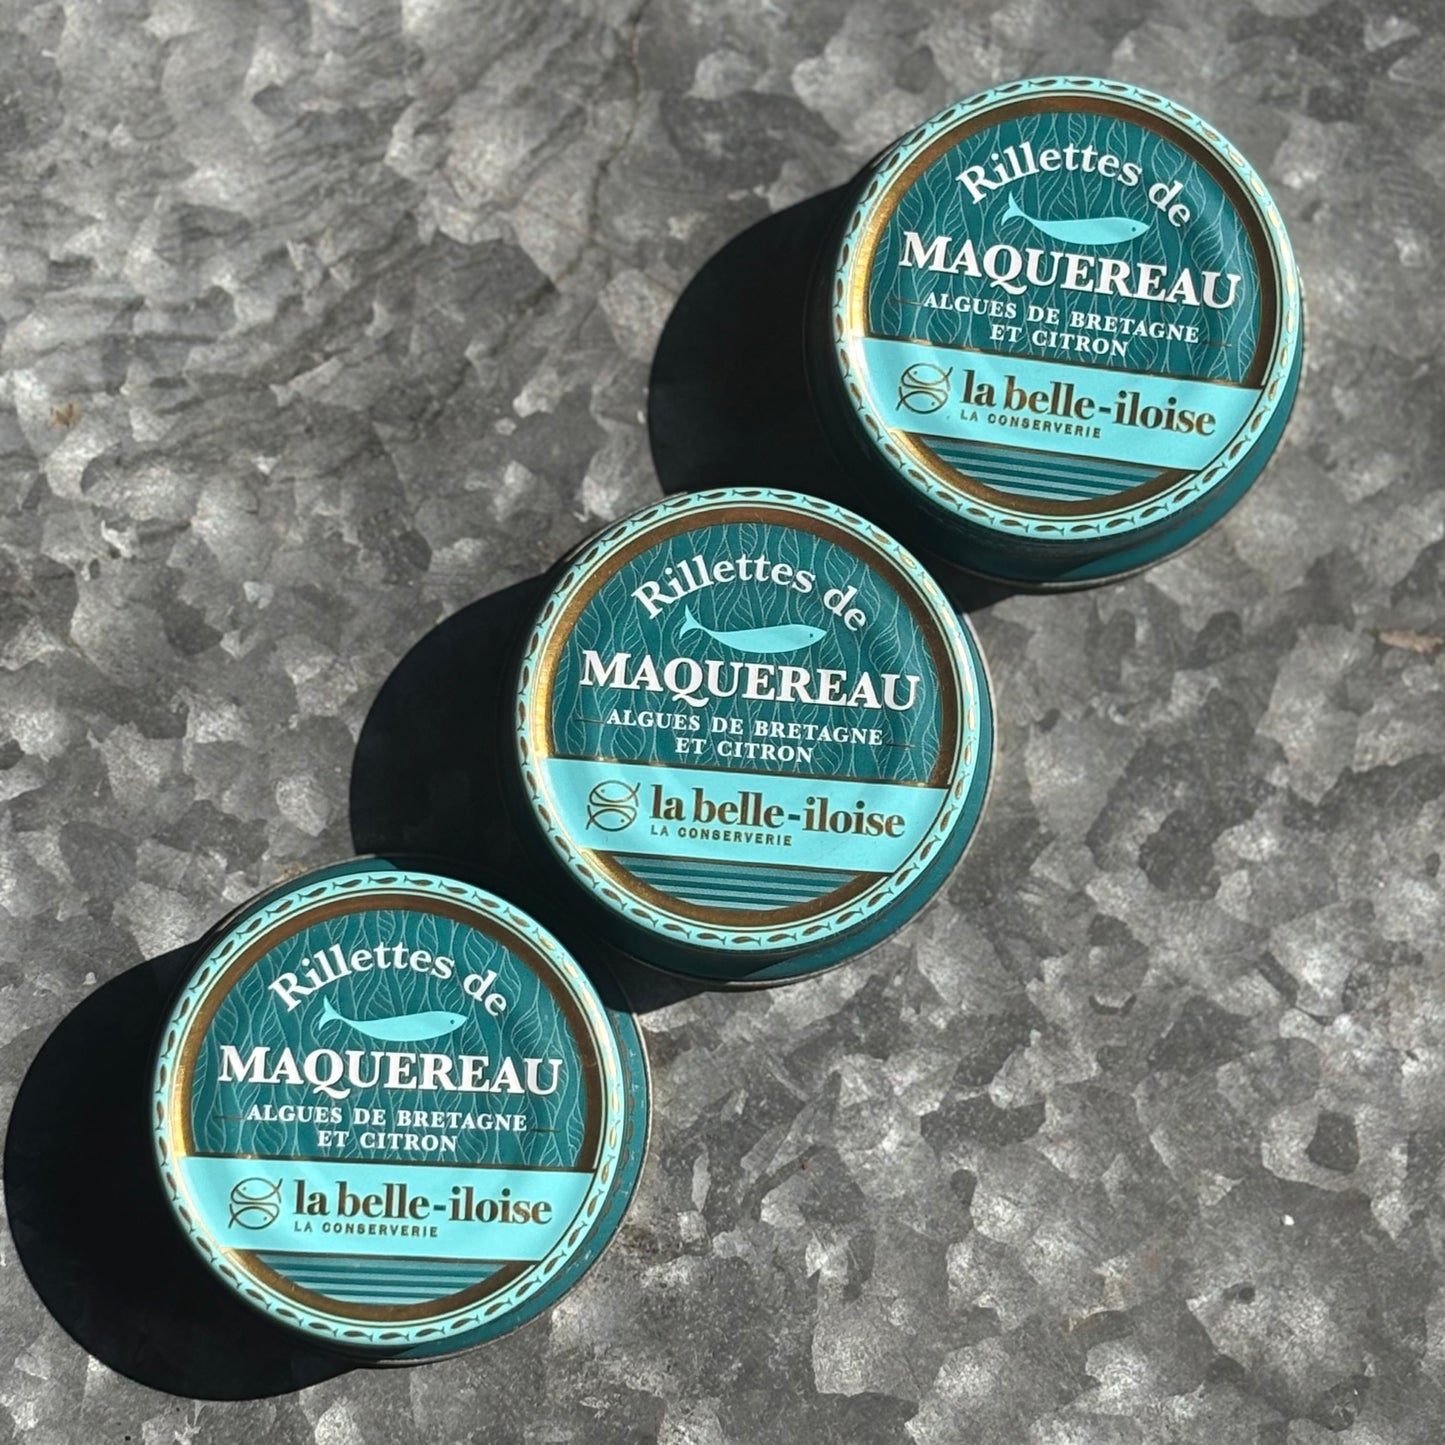 Rillettes de
MAQUEREAU
ALGUES DE BRETAGNE
ET CITRON
la belle-iloise
LA CONSERVERIE
Rillettes de
MAQUEREAU
ALGUES DE BRETAGNE
ET CITRON
la belle-iloise
LA CONSERVERIE
Rillettes de
MAQUEREAU
ALGUES DE BRETAGNE
ET CITRON
la belle-iloise
LA CONSERVERIE